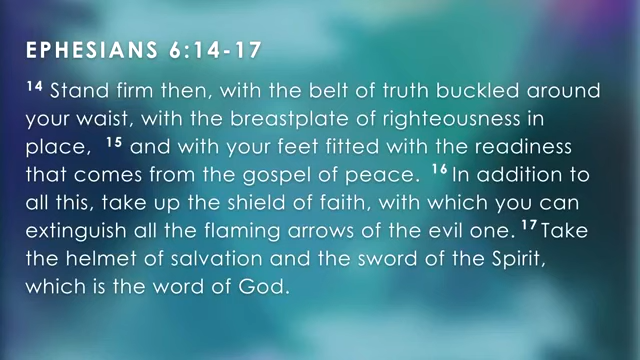 EPHESIANS 6:14-17
14 Stand firm then, with the belt of truth buckled around
your waist, with the breastplate of righteousness in
place, 15 and with your feet fitted with the readiness
that comes from the gospel of peace. 16 In addition to
all this, take up the shield of faith, with which you can
extinguish all the flaming arrows of the evil one. 17 Take
the helmet of salvation and the sword of the Spirit,
which is the word of God.